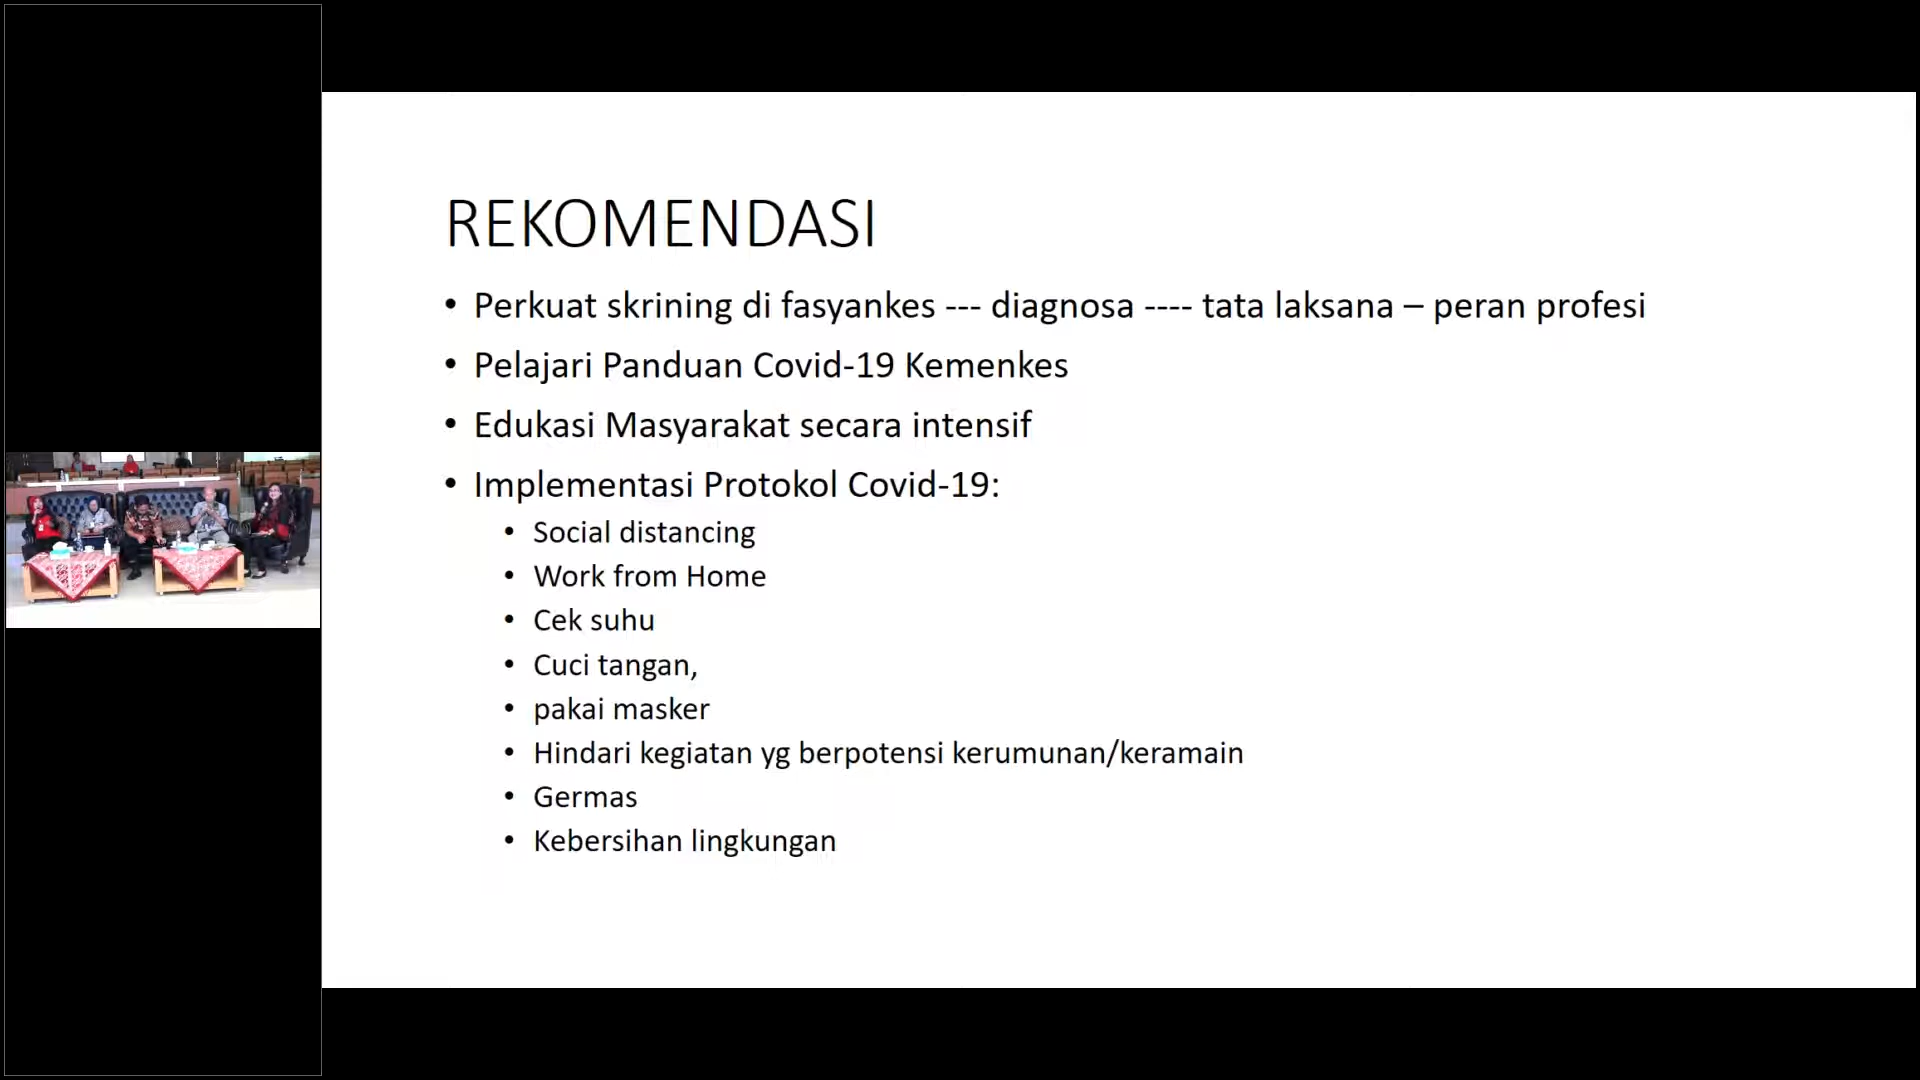 REKOMENDASI
• Perkuat skrining di fasyankes --- diagnosa ---- tata laksana – peran profesi
• Pelajari Panduan Covid-19 Kemenkes
• Edukasi Masyarakat secara intensif
• Implementasi Protokol Covid-19:
• Social distancing
• Work from Home
• Cek suhu
• Cuci tangan,
• pakai masker
• Hindari kegiatan yg berpotensi kerumunan/keramain
• Germas
• Kebersihan lingkungan